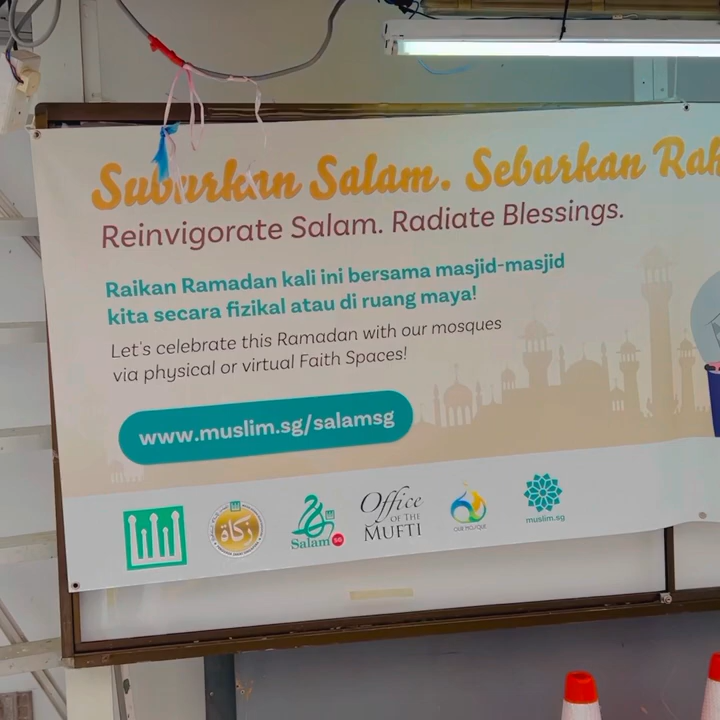 Suburkan Salam. Sebarkan Rah
Reinvigorate Salam. Radiate Blessings.
Raikan Ramadan kali ini bersama masjid-masjid
kita secara fizikal atau di ruang maya!
Let's celebrate this Ramadan with our mosques
via physical or virtual Faith Spaces!
www.muslim.sg/salamsg
زكاة
Salam SG
Office
OF THE
MUFTI
OUR MOSQUE
muslim.sg